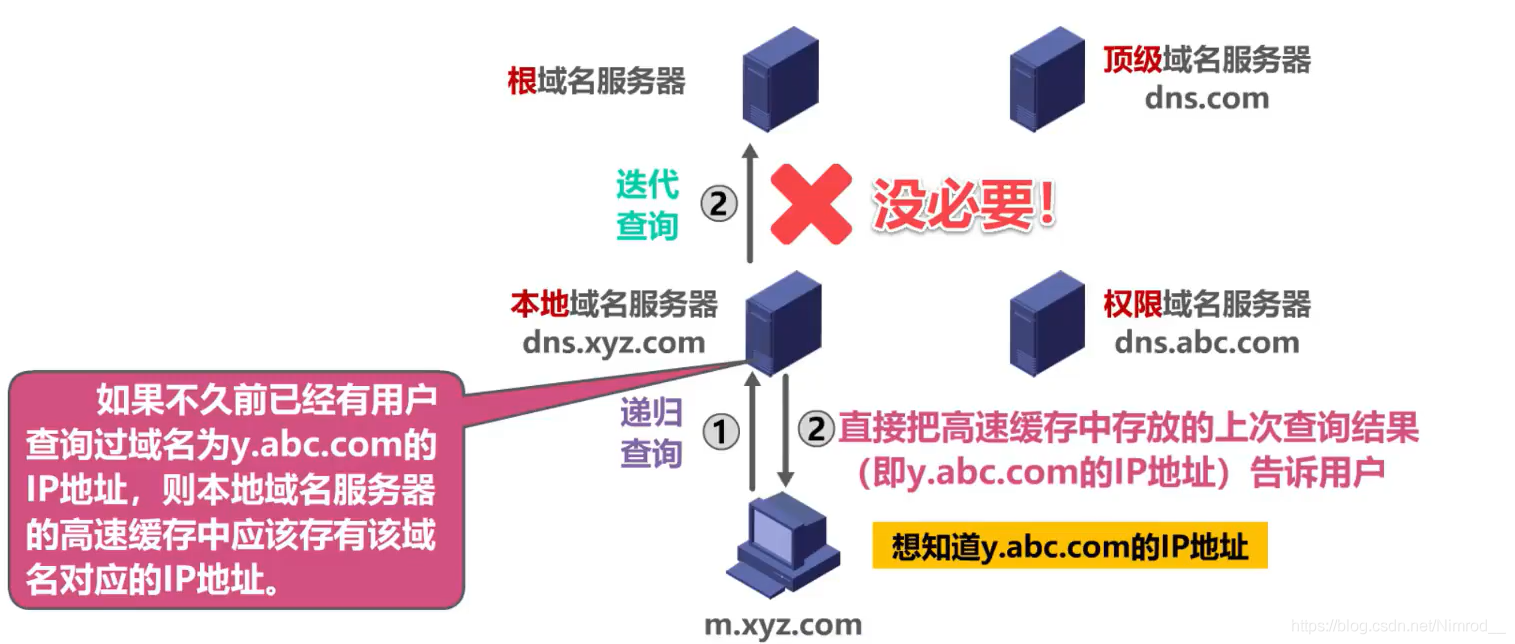 根域名服务器
顶级域名服务器
dns.com
迭代
查询
②
没必要!
本地域名服务器
dns.xyz.com
权限域名服务器
dns.abc.com
如果不久前已经有用户
查询过域名为y.abc.com的
IP地址，则本地域名服务器
的高速缓存中应该存有该域
名对应的IP地址。
递归
查询
①
②直接把高速缓存中存放的上次查询结果
（即y.abc.com的IP地址）告诉用户
想知道y.abc.com的IP地址
m.xyz.com
https://blog.csdn.net/Nimrod__